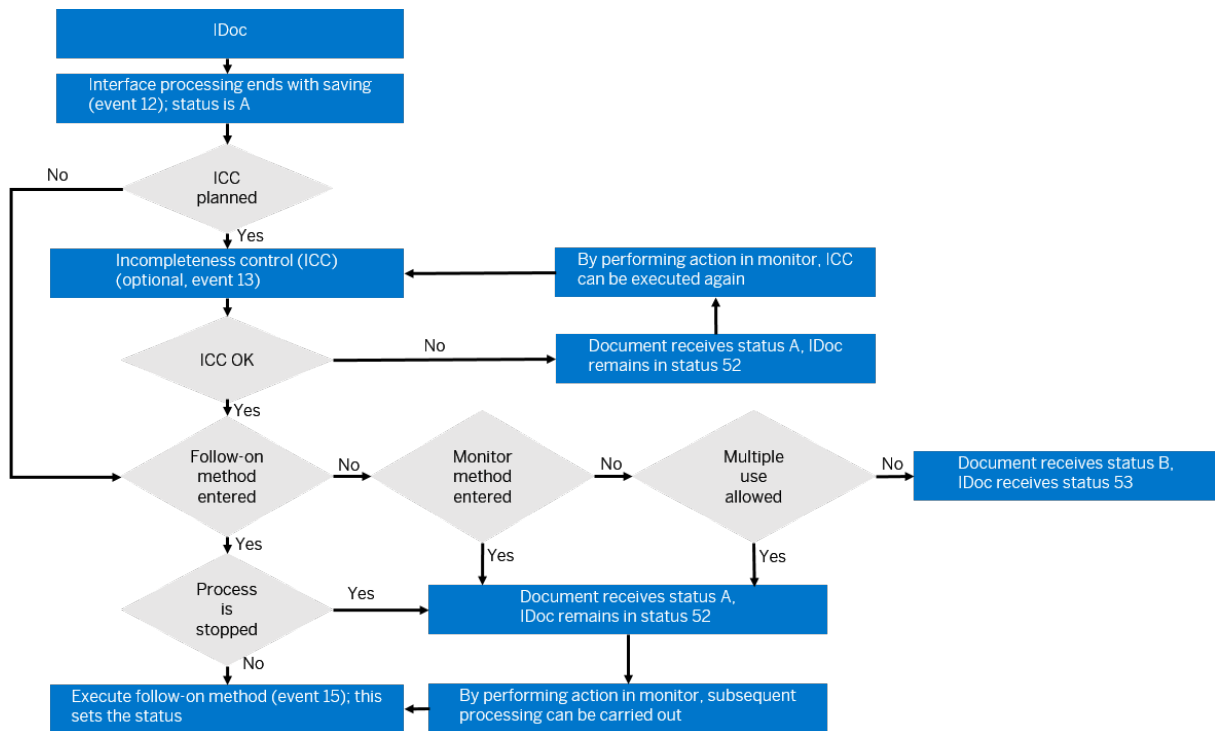 IDoc
Interface processing ends with saving
(event 12); status is A
No
ICC
planned
Yes
Incompleteness control (ICC)
(optional, event 13)
By performing action in monitor, ICC
can be executed again
ICC OK
No
Document receives status A, IDoc
remains in status 52
Yes
Follow-on
method
entered
No
Monitor
method
entered
No
Multiple
use
allowed
No
Document receives status B,
IDoc receives status 53
Yes
Yes
Yes
Process
is
stopped
Yes
Document receives status A,
IDoc remains in status 52
No
Execute follow-on method (event 15); this
sets the status
By performing action in monitor, subsequent
processing can be carried out